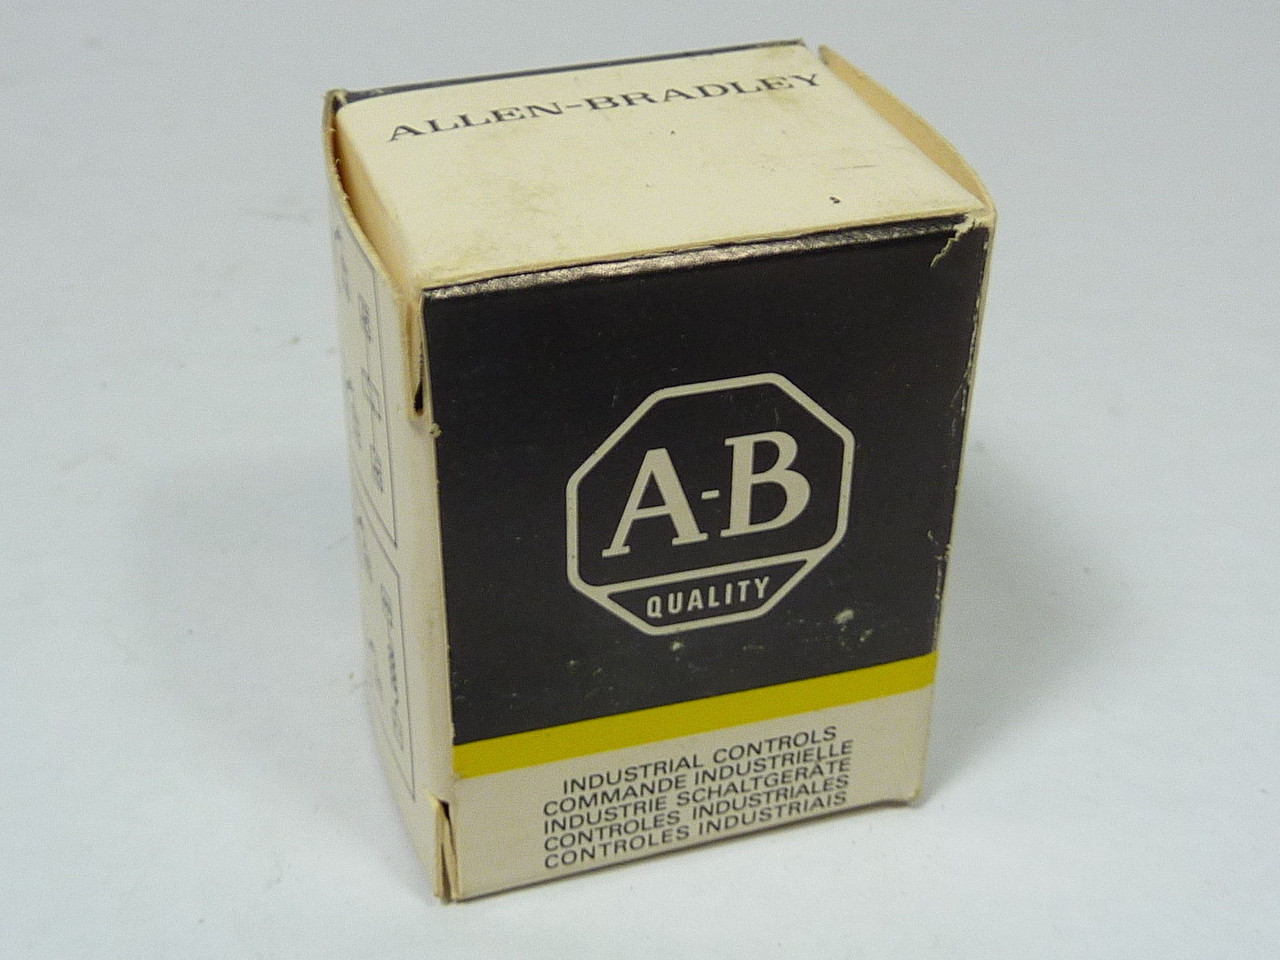 ALLEN-BRADLEY
A-B
QUALITY
INDUSTRIAL CONTROLS
COMMANDE INDUSTRIELLE
INDUSTRIE SCHALTGERÄTE
CONTROLES INDUSTRIALES
CONTROLES INDUSTRIAIS